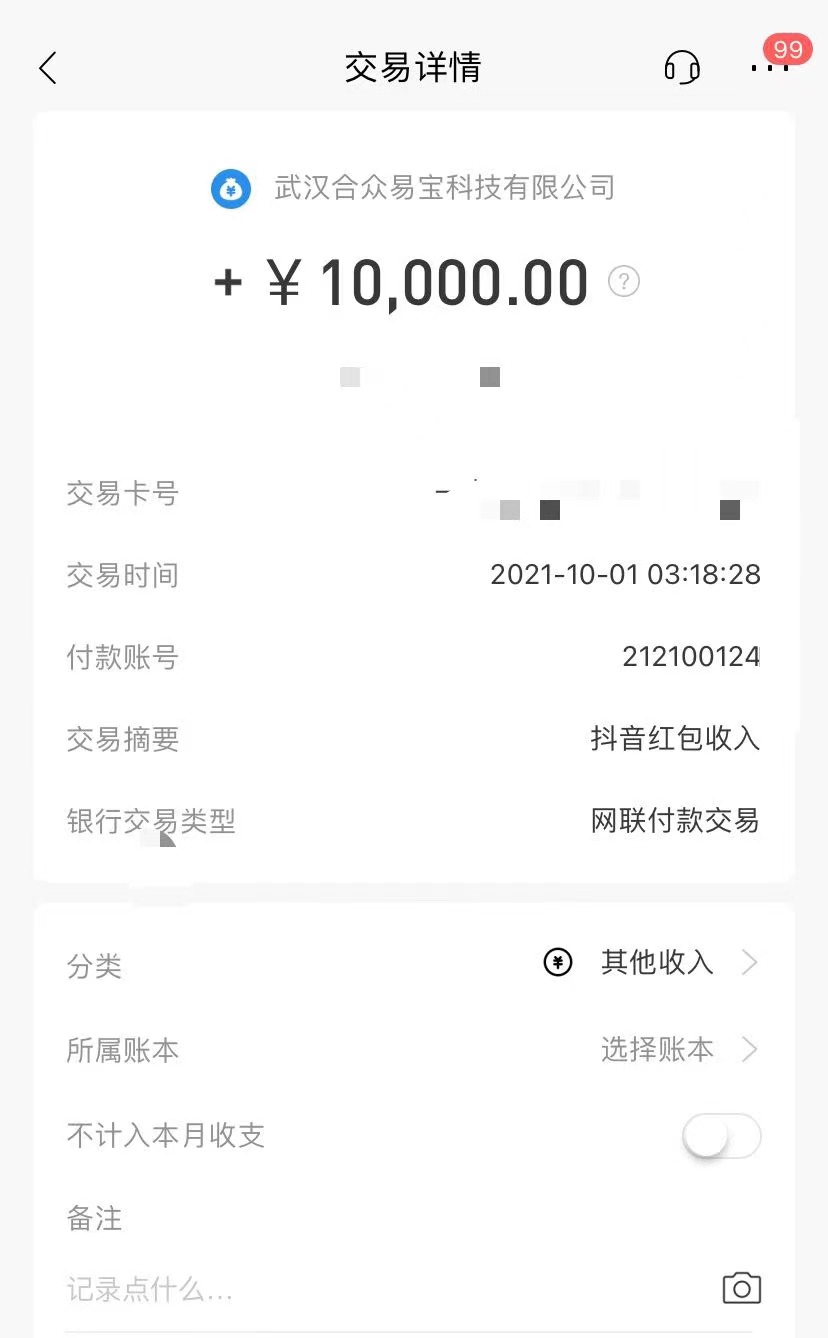 交易详情
99
武汉合众易宝科技有限公司
+ ¥ 10,000.00 ?
交易卡号
交易时间 2021-10-01 03:18:28
付款账号 212100124
交易摘要 抖音红包收入
银行交易类型 网联付款交易
分类 其他收入
所属账本 选择账本
不计入本月收支
备注
记录点什么...